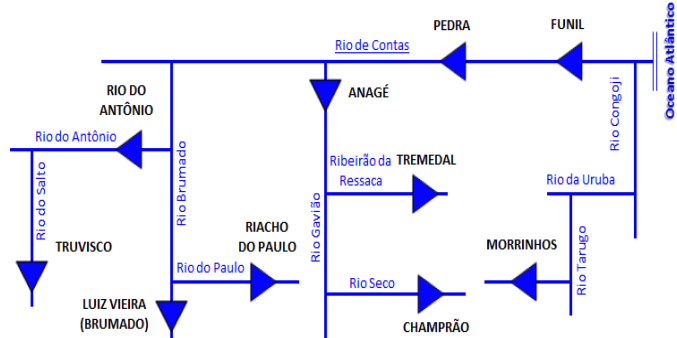 PEDRA
FUNIL
Rio de Contas
Oceano Atlântico
RIO DO
ANTÔNIO
ANAGÉ
Rio Congoji
Rio do Antônio
Ribeirão da
Ressaca
TREMEDAL
Rio do Salto
Rio Brumado
Rio da Uruba
RIACHO
DO PAULO
Rio Gavião
TRUVISCO
MORRINHOS
Rio Tarugo
Rio do Paulo
Rio Seco
LUIZ VIEIRA
(BRUMADO)
CHAMPRÃO